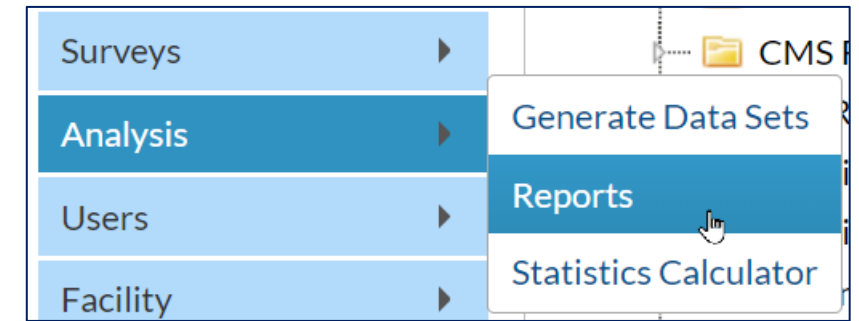 Surveys
CMS
Analysis
Generate Data Sets
Reports
Users
Statistics Calculator
Facility